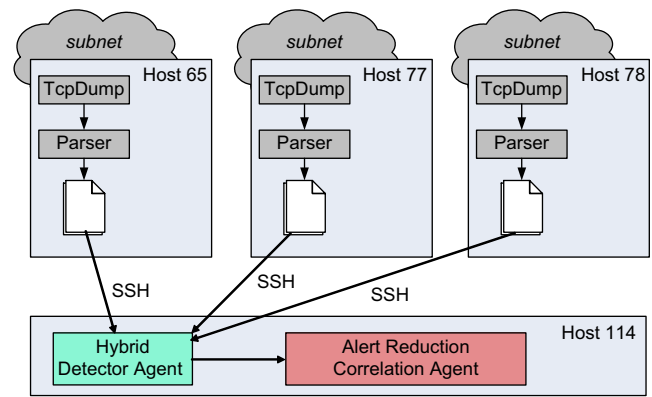 subnet
Host 65
TcpDump
Parser
subnet
Host 77
TcpDump
Parser
subnet
Host 78
TcpDump
Parser
SSH
SSH
SSH
Host 114
Hybrid
Detector Agent
Alert Reduction
Correlation Agent